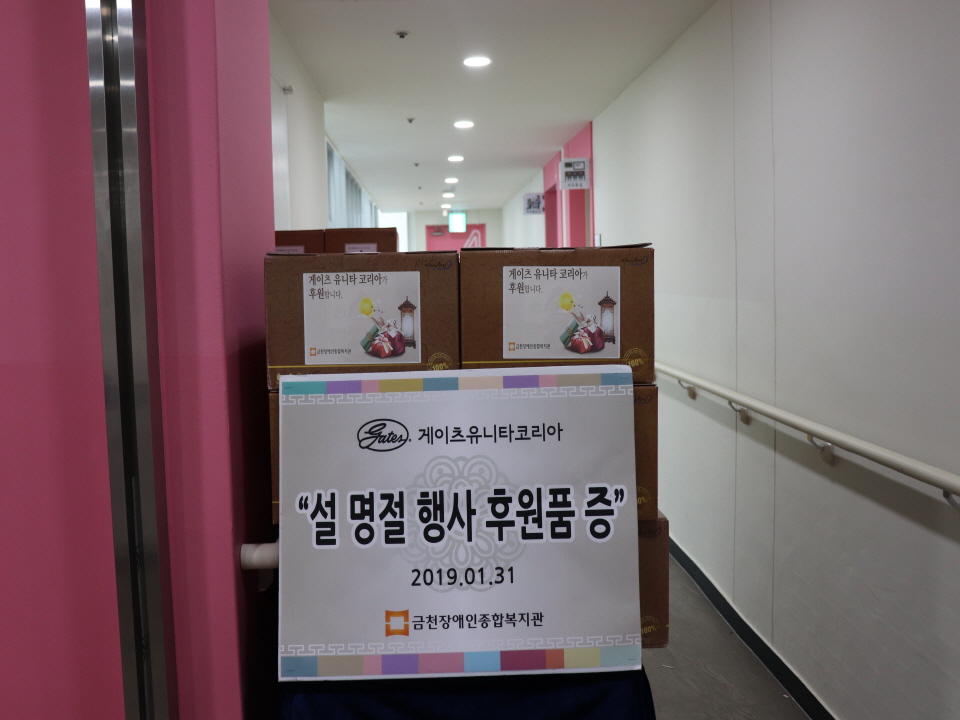 게이츠 유니타 코리아가
후원합니다.
금천장애인종합복지관
100%
게이츠 유니타 코리아가
후원합니다.
금천장애인종합복지관
100%
Gates. 게이츠유니타코리아
“설 명절 행사 후원품 증”
2019.01.31
금천장애인종합복지관
100%
100%